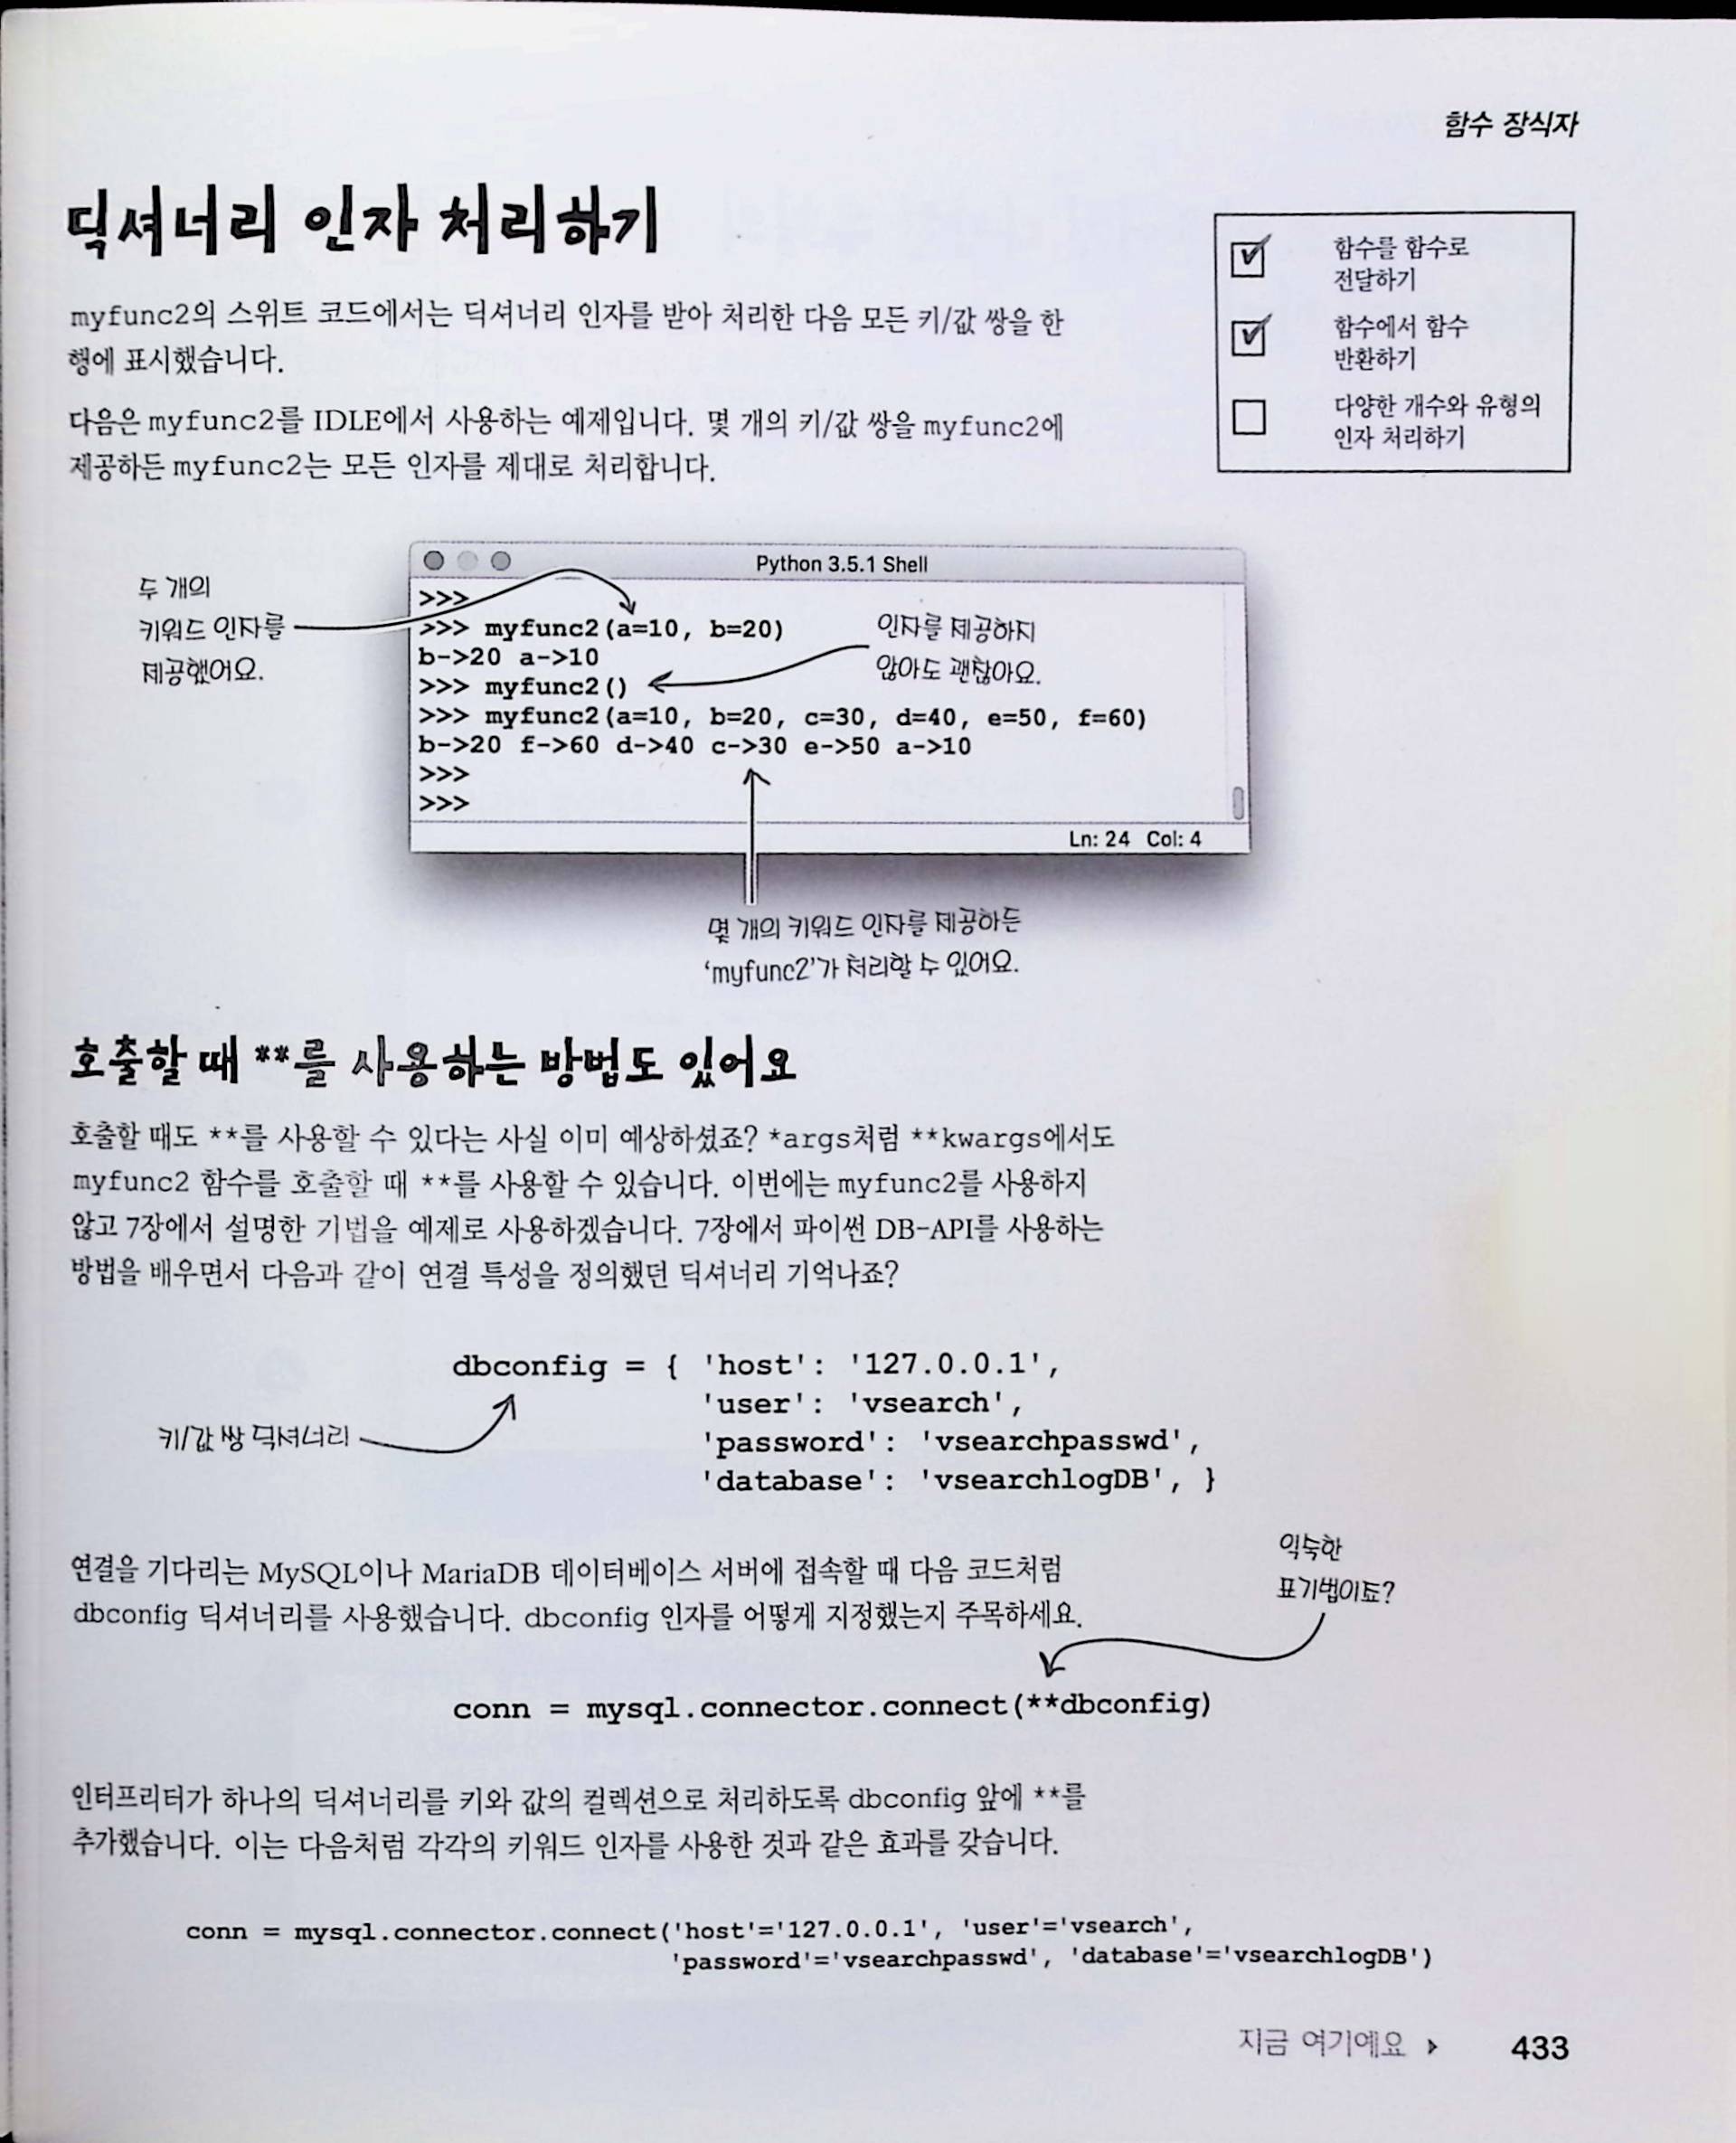 함수 장식자
딕셔너리 인자 처리하기
myfunc2의 스위트 코드에서는 딕셔너리 인자를 받아 처리한 다음 모든 키/값 쌍을 한
행에 표시했습니다.
다음은 myfunc2를 IDLE에서 사용하는 예제입니다. 몇 개의 키/값 쌍을 myfunc2에
제공하든 myfunc2는 모든 인자를 제대로 처리합니다.
함수를 함수로
전달하기
함수에서 함수
반환하기
다양한 개수와 유형의
인자 처리하기
두 개의
키워드 인자를
제공했어요.
Python 3.5.1 Shell
>>>
>>> myfunc2(a=10, b=20)
b->20 a->10
>>> myfunc2()
>>> myfunc2(a=10, b=20, c=30, d=40, e=50, f=60)
b->20 f->60 d->40 c->30 e->50 a->10
>>>
>>>
Ln: 24 Col: 4
인자를 제공하지
않아도 괜찮아요.
몇 개의 키워드 인자를 제공하든
‘myfunc2’가 처리할 수 있어요.
호출할 때 **를 사용하는 방법도 있어요
호출할 때도 **를 사용할 수 있다는 사실 이미 예상하셨죠? *args처럼 **kwargs에서도
myfunc2 함수를 호출할 때 **를 사용할 수 있습니다. 이번에는 myfunc2를 사용하지
않고 7장에서 설명한 기법을 예제로 사용하겠습니다. 7장에서 파이썬 DB-API를 사용하는
방법을 배우면서 다음과 같이 연결 특성을 정의했던 딕셔너리 기억나죠?
dbconfig = { 'host': '127.0.0.1',
'user': 'vsearch',
'password': 'vsearchpasswd',
'database': 'vsearchlogDB', }
키/값 쌍 딕셔너리
연결을 기다리는 MySQL이나 MariaDB 데이터베이스 서버에 접속할 때 다음 코드처럼
dbconfig 딕셔너리를 사용했습니다. dbconfig 인자를 어떻게 지정했는지 주목하세요.
익숙한
표기법이죠?
conn = mysql.connector.connect(**dbconfig)
인터프리터가 하나의 딕셔너리를 키와 값의 컬렉션으로 처리하도록 dbconfig 앞에 **를
추가했습니다. 이는 다음처럼 각각의 키워드 인자를 사용한 것과 같은 효과를 갖습니다.
conn = mysql.connector.connect('host'='127.0.0.1', 'user'='vsearch',
'password'='vsearchpasswd', 'database'='vsearchlogDB')
지금 여기예요 ▸ 433